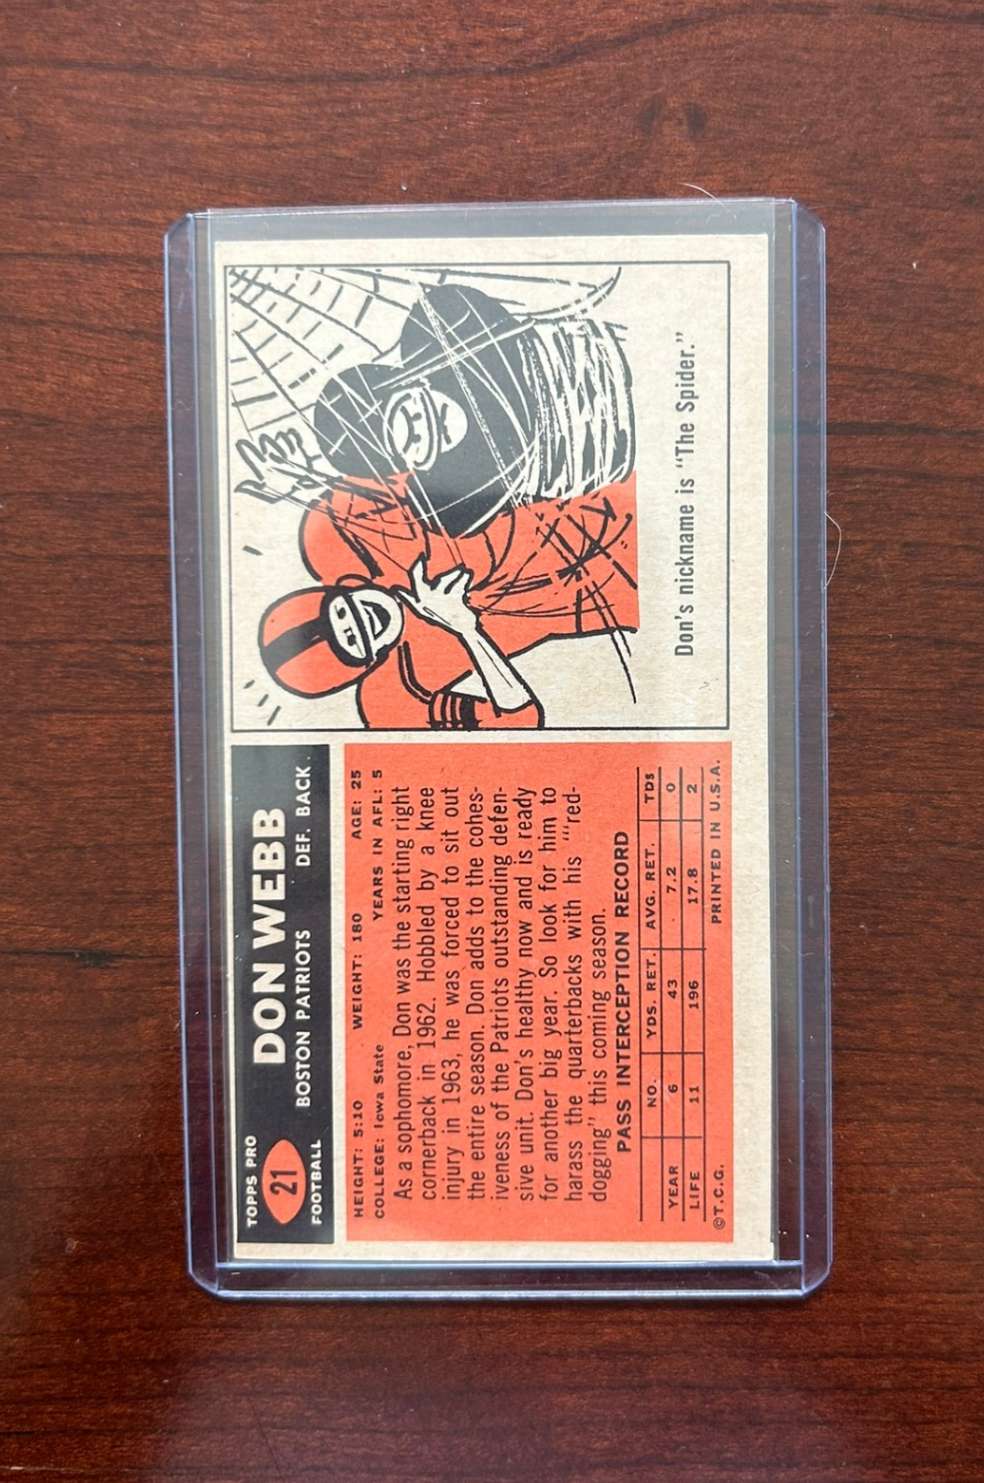 TOPPS PRO
21
FOOTBALL
DON WEBB
BOSTON PATRIOTS DEF. BACK
HEIGHT: 5:10 WEIGHT: 180 AGE: 25
COLLEGE: Iowa State YEARS IN AFL: 5
As a sophomore, Don was the starting right
cornerback in 1962. Hobbled by a knee
injury in 1963, he was forced to sit out
the entire season. Don adds to the cohes-
iveness of the Patriots outstanding defen-
sive unit. Don's healthy now and is ready
for another big year. So look for him to
harass the quarterbacks with his "red-
dogging" this coming season.
PASS INTERCEPTION RECORD
NO. YDS. RET. AVG. RET. TDS
YEAR 6 43 7.2 0
LIFE 11 196 17.8 2
©T.C.G. PRINTED IN U.S.A.
Don's nickname is "The Spider."